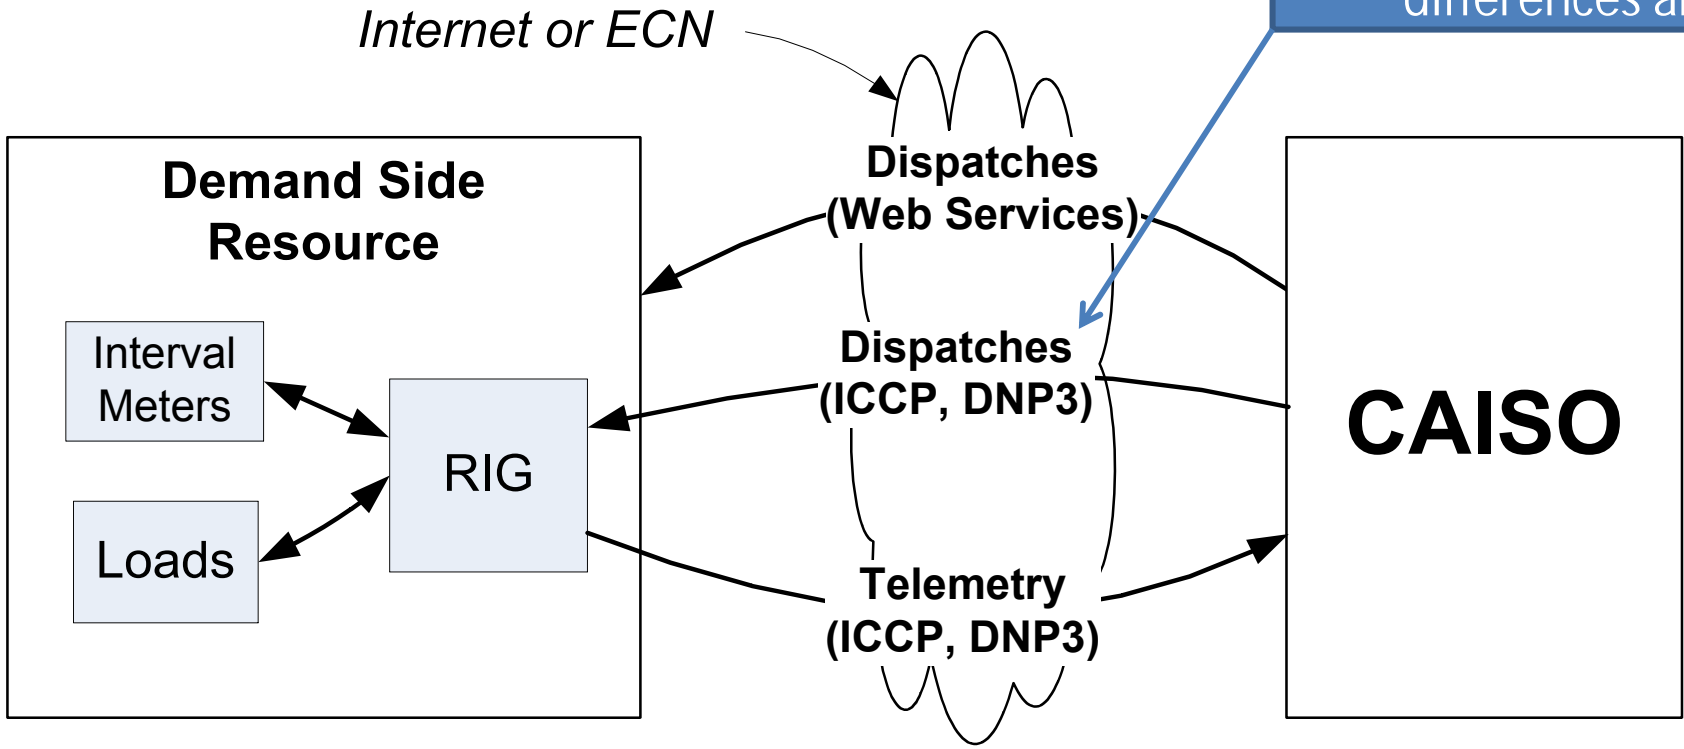 differences
Internet or ECN
Demand Side
Resource
Dispatches
(Web Services)
Interval
Meters
RIG
Loads
Dispatches
(ICCP, DNP3)
Telemetry
(ICCP, DNP3)
CAISO